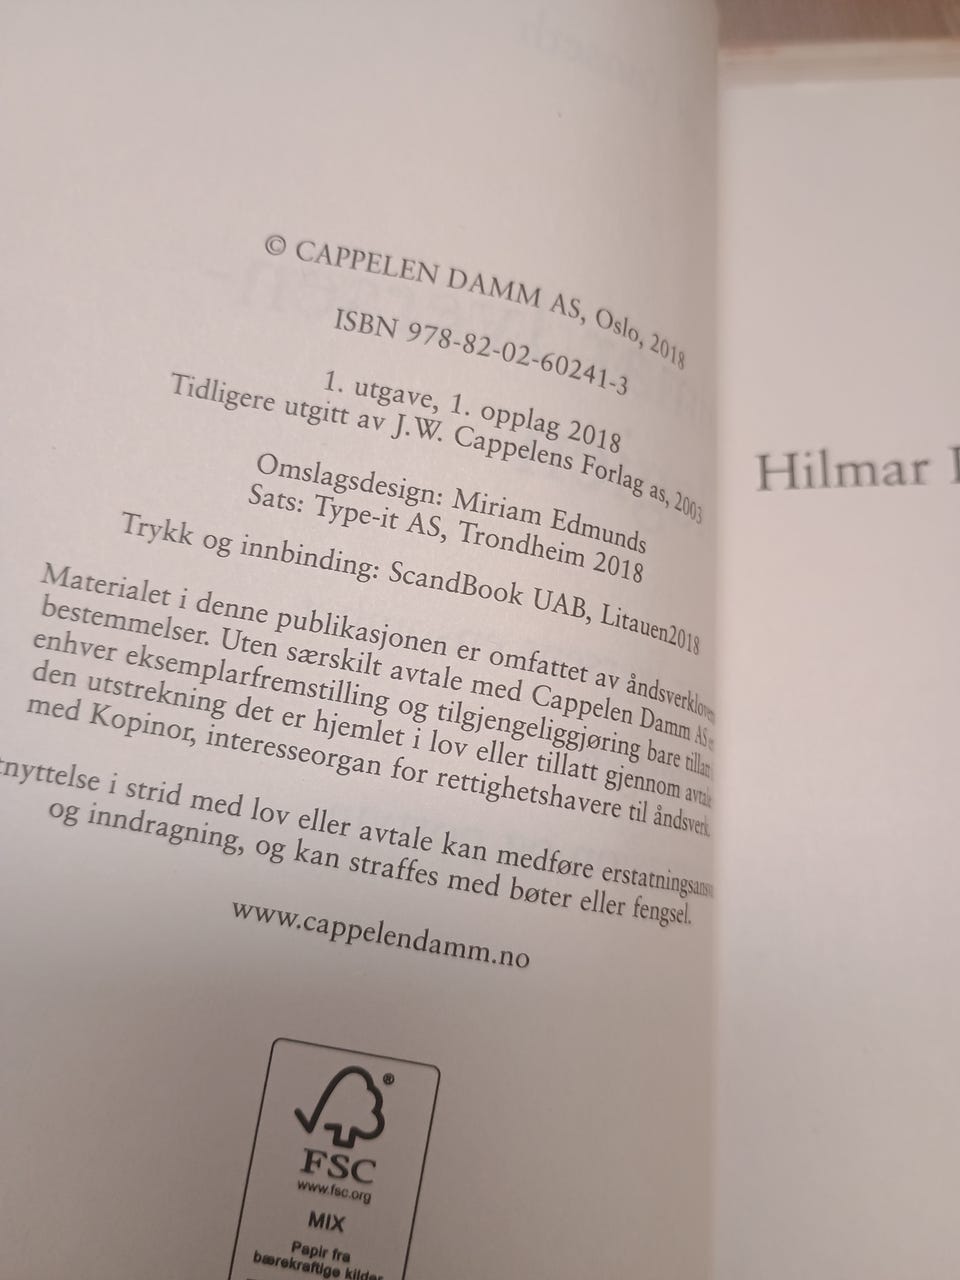 © CAPPELEN DAMM AS, Oslo, 2018
ISBN 978-82-02-60241-3
1. utgave, 1. opplag 2018
Tidligere utgitt av J.W. Cappelens Forlag as, 2003
Omslagsdesign: Miriam Edmunds
Sats: Type-it AS, Trondheim 2018
Trykk og innbinding: ScandBook UAB, Litauen2018
Materialet i denne publikasjonen er omfattet av åndsverkloven
bestemmelser. Uten særskilt avtale med Cappelen Damm AS
enhver eksemplarfremstilling og tilgjengeliggjøring bare
den utstrekning det er hjemlet i lov eller tillatt gjennom
med Kopinor, interesseorgan for rettighetshavere til åndsverk.
nyttelse i strid med lov eller avtale kan medføre
og inndragning, og kan straffes med bøter eller fengsel.
www.cappelendamm.no
®
FSC
www.fsc.org
MIX
Papir fra
bærekraftige kilder
Hilmar